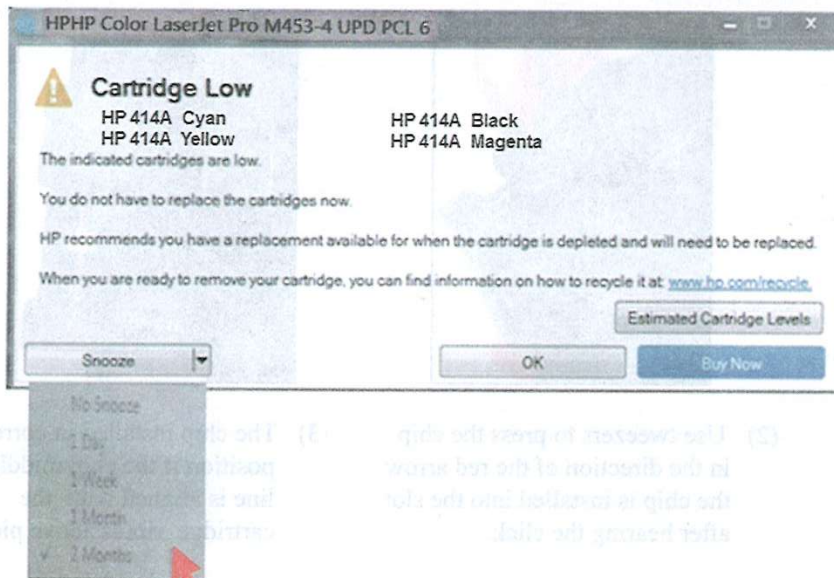 HPHP Color LaserJet Pro M453-4 UPD PCL 6
Cartridge Low
HP 414A Cyan
HP 414A Yellow
HP 414A Black
HP 414A Magenta
The indicated cartridges are low.
You do not have to replace the cartridges now.
HP recommends you have a replacement available for when the cartridge is depleted and will need to be replaced.
When you are ready to remove your cartridge, you can find information on how to recycle it at: www.hp.com/recycle.
Estimated Cartridge Levels
Snooze
OK
Buy Now
No Snooze
1 Day
1 Week
1 Month
2 Months
(2) Use tweezers to press the chip
in the direction of the red arrow
the chip is installed into the slot
after hearing the click.
3) The chip installed in
position
line is aligned with the
cartridge